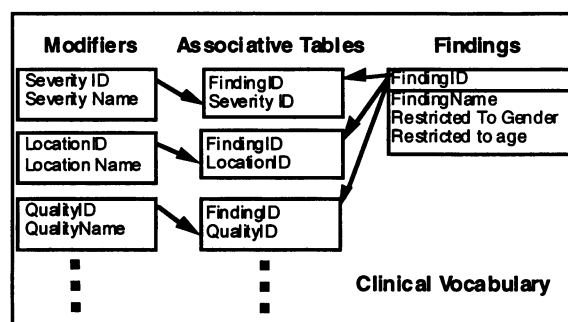 Modifiers
Associative Tables
Findings
Severity ID
Severity Name
FindingID
Severity ID
FindingID
FindingName
Restricted To Gender
Restricted to age
LocationID
Location Name
FindingID
LocationID
QualityID
QualityName
FindingID
QualityID
Clinical Vocabulary